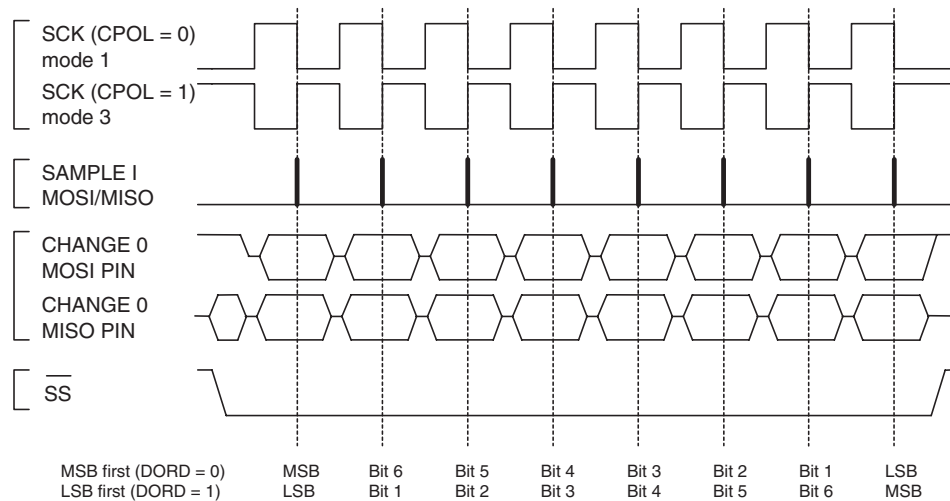 SCK (CPOL = 0)
mode 1
SCK (CPOL = 1)
mode 3
SAMPLE I
MOSI/MISO
CHANGE 0
MOSI PIN
CHANGE 0
MISO PIN
SS
MSB first (DORD = 0) MSB Bit 6 Bit 5 Bit 4 Bit 3 Bit 2 Bit 1 LSB
LSB first (DORD = 1) LSB Bit 1 Bit 2 Bit 3 Bit 4 Bit 5 Bit 6 MSB